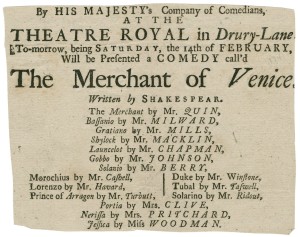 By HIS MAJESTY's Company of Comedians,
AT THE
THEATRE ROYAL in Drury-Lane
To-morrow, being SATURDAY, the 14th of FEBRUARY,
Will be Presented a COMEDY call'd
The Merchant of Venice.
Written by SHAKESPEAR.
The Merchant by Mr. QUIN,
Bassanio by Mr. MILWARD,
Gratiano by Mr. MILLS,
Shylock by Mr. MACKLIN,
Launcelot by Mr. CHAPMAN,
Gobbo by Mr. JOHNSON,
Solanio by Mr. BERRY,
Morochius by Mr. Cashell,
Lorenzo by Mr. Havard,
Prince of Arragon by Mr. Turbutt,
Duke by Mr. Winstone,
Tubal by Mr. Taswell,
Solarino by Mr. Ridout,
Portia by Mrs. CLIVE,
Nerissa by Mrs. PRITCHARD,
Jessica by Miss WOODMAN.